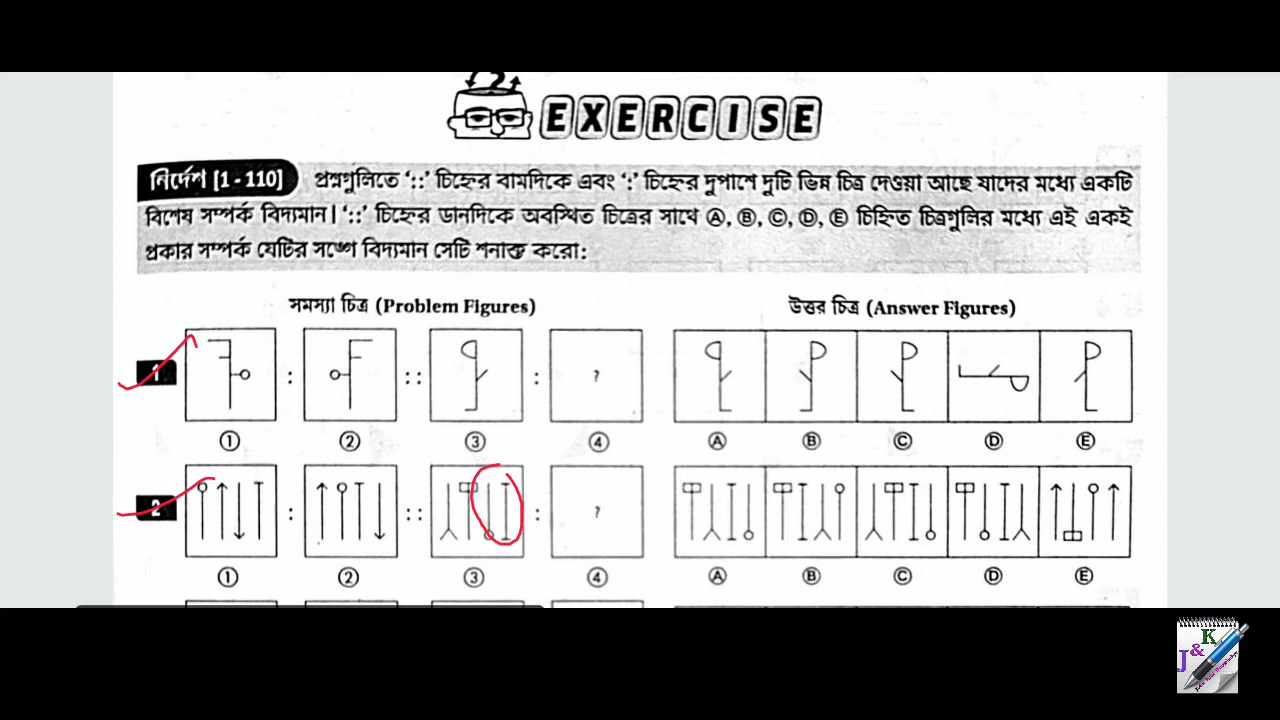 EXERCISE
নির্দেশ [1 - 110] প্রশ্নগুলিতে ‘::’ চিহ্নের বামদিকে এবং ‘:’ চিহ্নের দুপাশে দুটি ভিন্ন চিত্র দেওয়া আছে যাদের মধ্যে একটি
বিশেষ সম্পর্ক বিদ্যমান। ‘::’ চিহ্নের ডানদিকে অবস্থিত চিত্রের সাথে Ⓐ, Ⓑ, Ⓒ, Ⓓ, Ⓔ চিহ্নিত চিত্রগুলির মধ্যে এই একই
প্রকার সম্পর্ক যেটির সঙ্গে বিদ্যমান সেটি শনাক্ত করো:
সমস্যা চিত্র (Problem Figures) উত্তর চিত্র (Answer Figures)
1 : :: : ?
① ② ③ ④ Ⓐ Ⓑ Ⓒ Ⓓ Ⓔ
2 : :: : ?
① ② ③ ④ Ⓐ Ⓑ Ⓒ Ⓓ Ⓔ
J&K